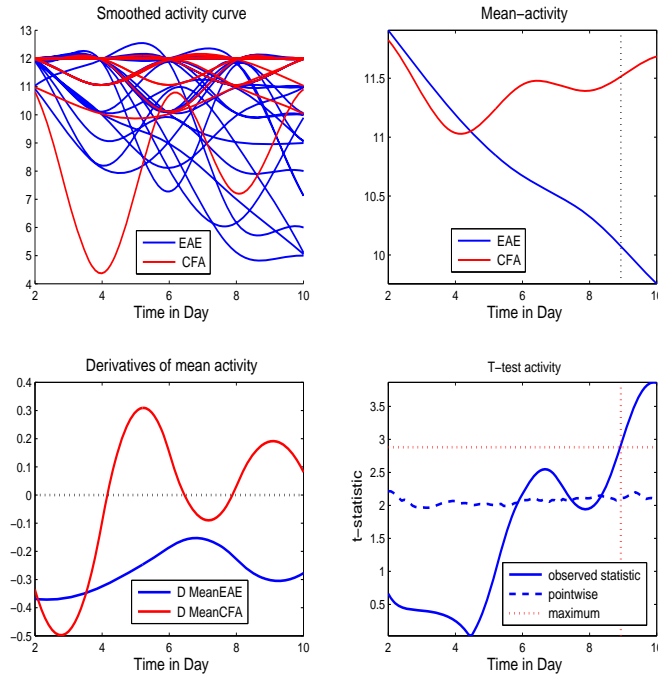 Smoothed activity curve
13
12
11
10
9
8
7
6
5
4
2
4
6
8
10
Time in Day
EAE
CFA
Mean−activity
11.5
11
10.5
10
2
4
6
8
10
Time in Day
EAE
CFA
Derivatives of mean activity
0.4
0.3
0.2
0.1
0
−0.1
−0.2
−0.3
−0.4
−0.5
2
4
6
8
10
Time in Day
D MeanEAE
D MeanCFA
T−test activity
t−statistic
3.5
3
2.5
2
1.5
1
0.5
2
4
6
8
10
Time in Day
observed statistic
pointwise
maximum